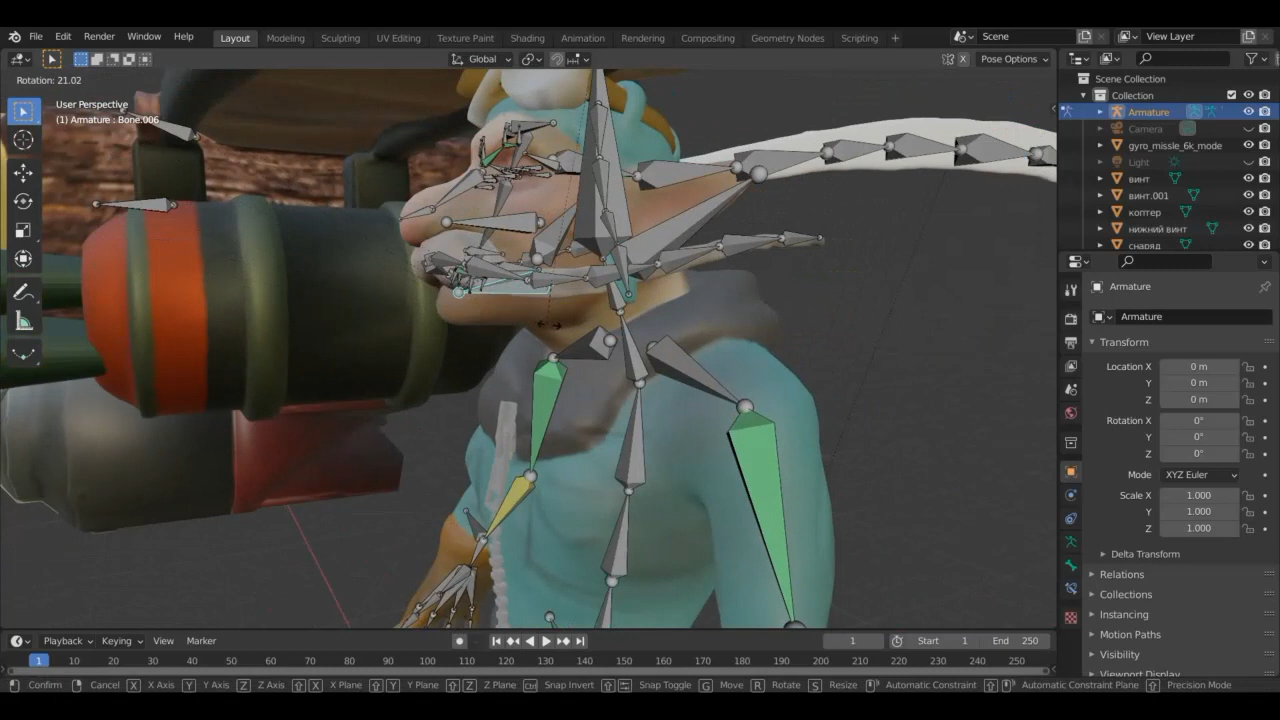 File Edit Render Window Help Layout Modeling Sculpting UV Editing Texture Paint Shading Animation Rendering Compositing Geometry Nodes Scripting + Scene View Layer
Global Pose Options
Rotation: 21.02
User Perspective
(1) Armature : Bone.006
X
Scene Collection
Collection
Armature
Camera
gyro_missle_6k_mode
Light
винт
винт.001
коптер
нижний винт
снаряд
Armature
Armature
Transform
Location X 0 m
Y 0 m
Z 0 m
Rotation X 0°
Y 0°
Z 0°
Mode XYZ Euler
Scale X 1.000
Y 1.000
Z 1.000
Delta Transform
Relations
Collections
Instancing
Motion Paths
Visibility
Viewport Display
Playback Keying View Marker 1 Start 1 End 250
1 10 20 30 40 50 60 70 80 90 100 110 120 130 140 150 160 170 180 190 200 210 220 230 240 250
Confirm Cancel X X Axis Y Y Axis Z Z Axis X X Plane Y Y Plane Z Z Plane Ctrl Snap Invert Snap Toggle G Move R Rotate S Resize Automatic Constraint Automatic Constraint Plane Precision Mode